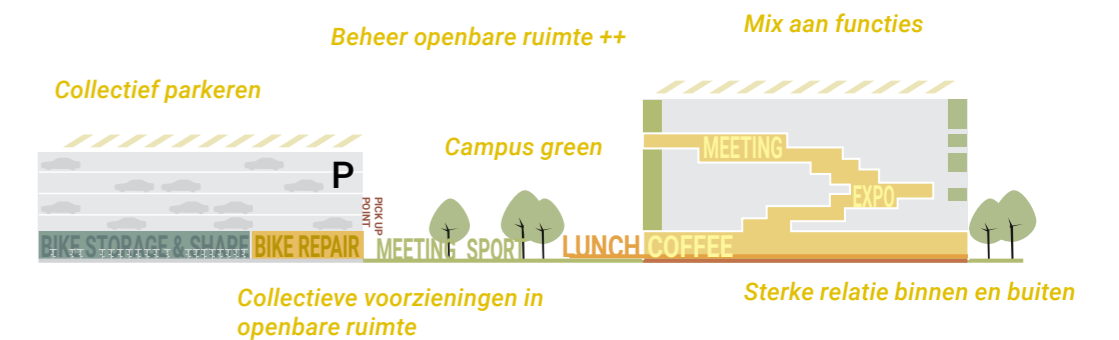 Mix aan functies
Beheer openbare ruimte ++
Collectief parkeren
Campus green
MEETING
P
EXPO
PICK UP
POINT
BIKE STORAGE & SHARE
BIKE REPAIR
MEETING
SPORT
LUNCH
COFFEE
Collectieve voorzieningen in
openbare ruimte
Sterke relatie binnen en buiten